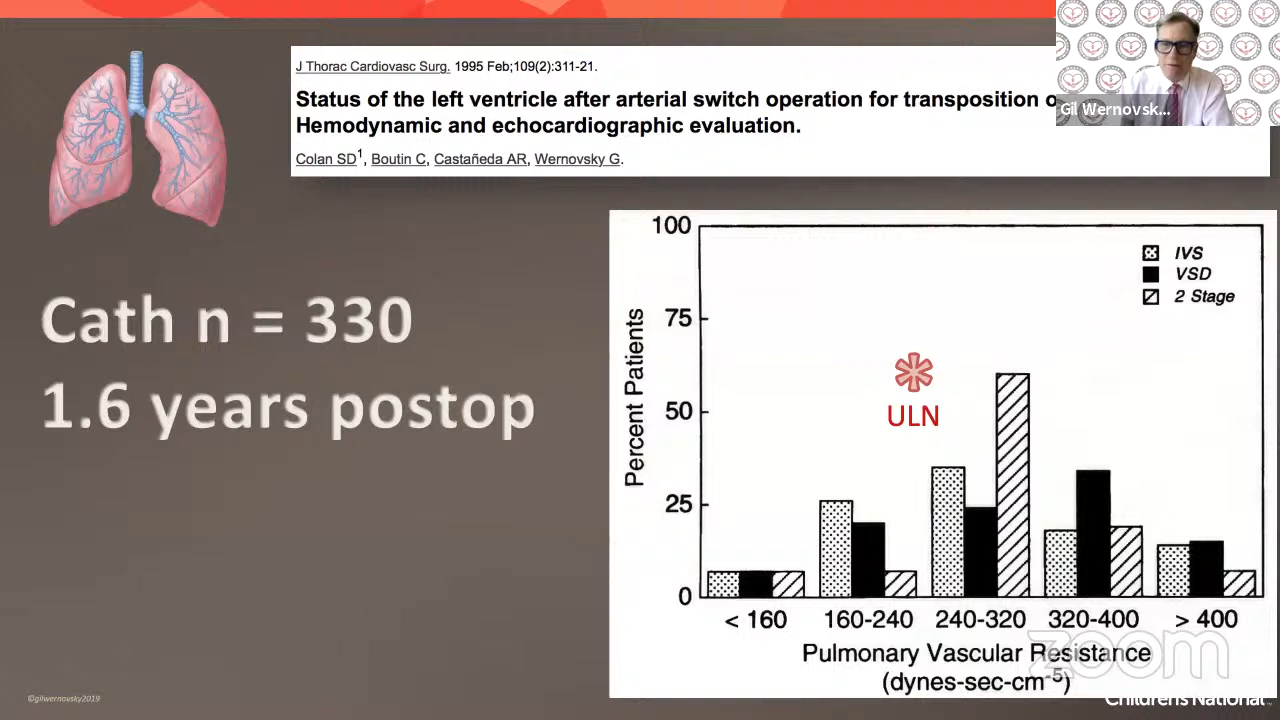 J Thorac Cardiovasc Surg. 1995 Feb;109(2):311-21.
Status of the left ventricle after arterial switch operation for transposition
Hemodynamic and echocardiographic evaluation.
Colan SD1, Boutin C, Castañeda AR, Wernovsky G.
Gil Wernovsk...
Cath n = 330
1.6 years postop
100
75
50
25
0
Percent Patients
IVS
VSD
2 Stage
ULN
< 160
160-240
240-320
320-400
> 400
Pulmonary Vascular Resistance
(dynes-sec-cm-5)
zoom
©gilwernovsky2019
Children's National